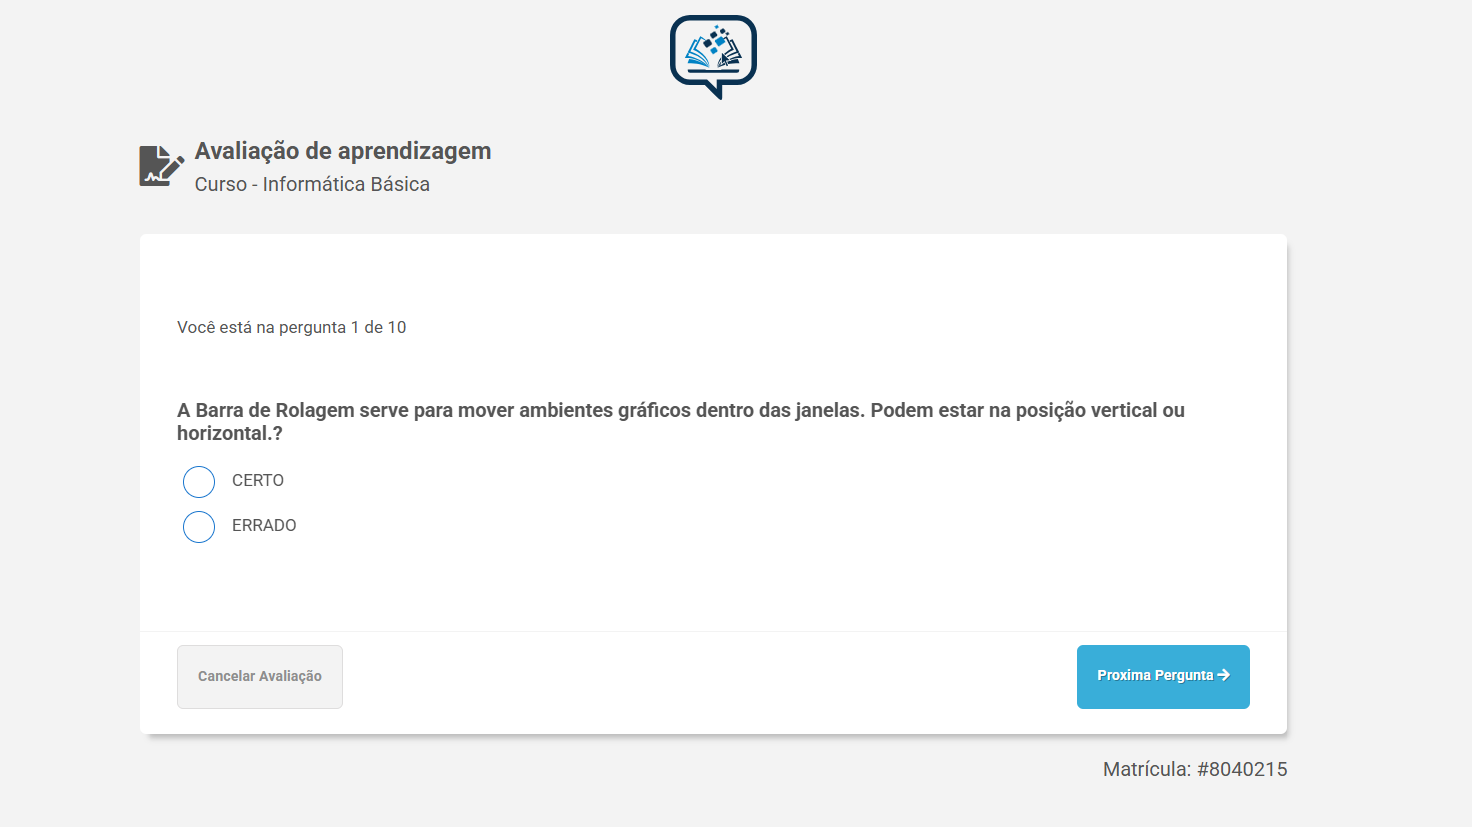 Avaliação de aprendizagem
Curso - Informática Básica
Você está na pergunta 1 de 10
A Barra de Rolagem serve para mover ambientes gráficos dentro das janelas. Podem estar na posição vertical ou
horizontal.?
CERTO
ERRADO
Cancelar Avaliação
Proxima Pergunta
Matrícula: #8040215